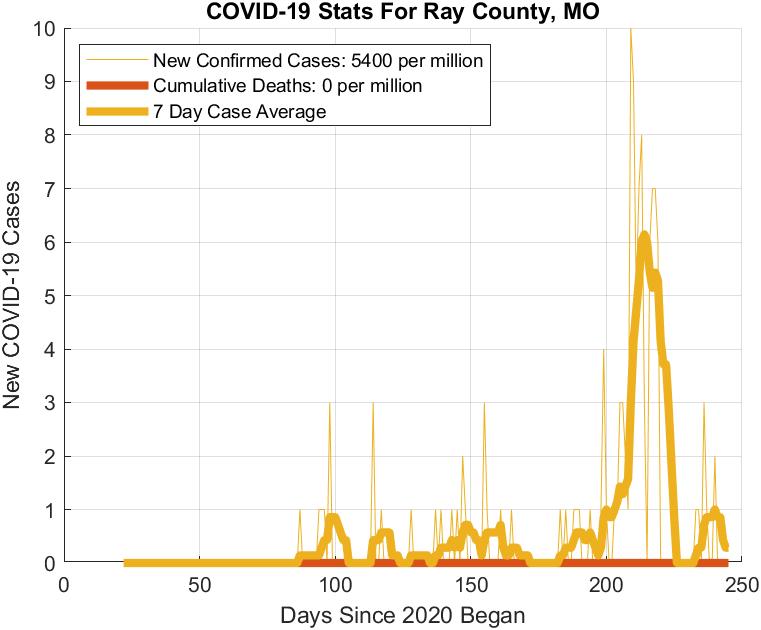 COVID-19 Stats For Ray County, MO
New Confirmed Cases: 5400 per million
Cumulative Deaths: 0 per million
7 Day Case Average
10
9
8
7
6
5
4
3
2
1
0
New COVID-19 Cases
0 50 100 150 200 250
Days Since 2020 Began